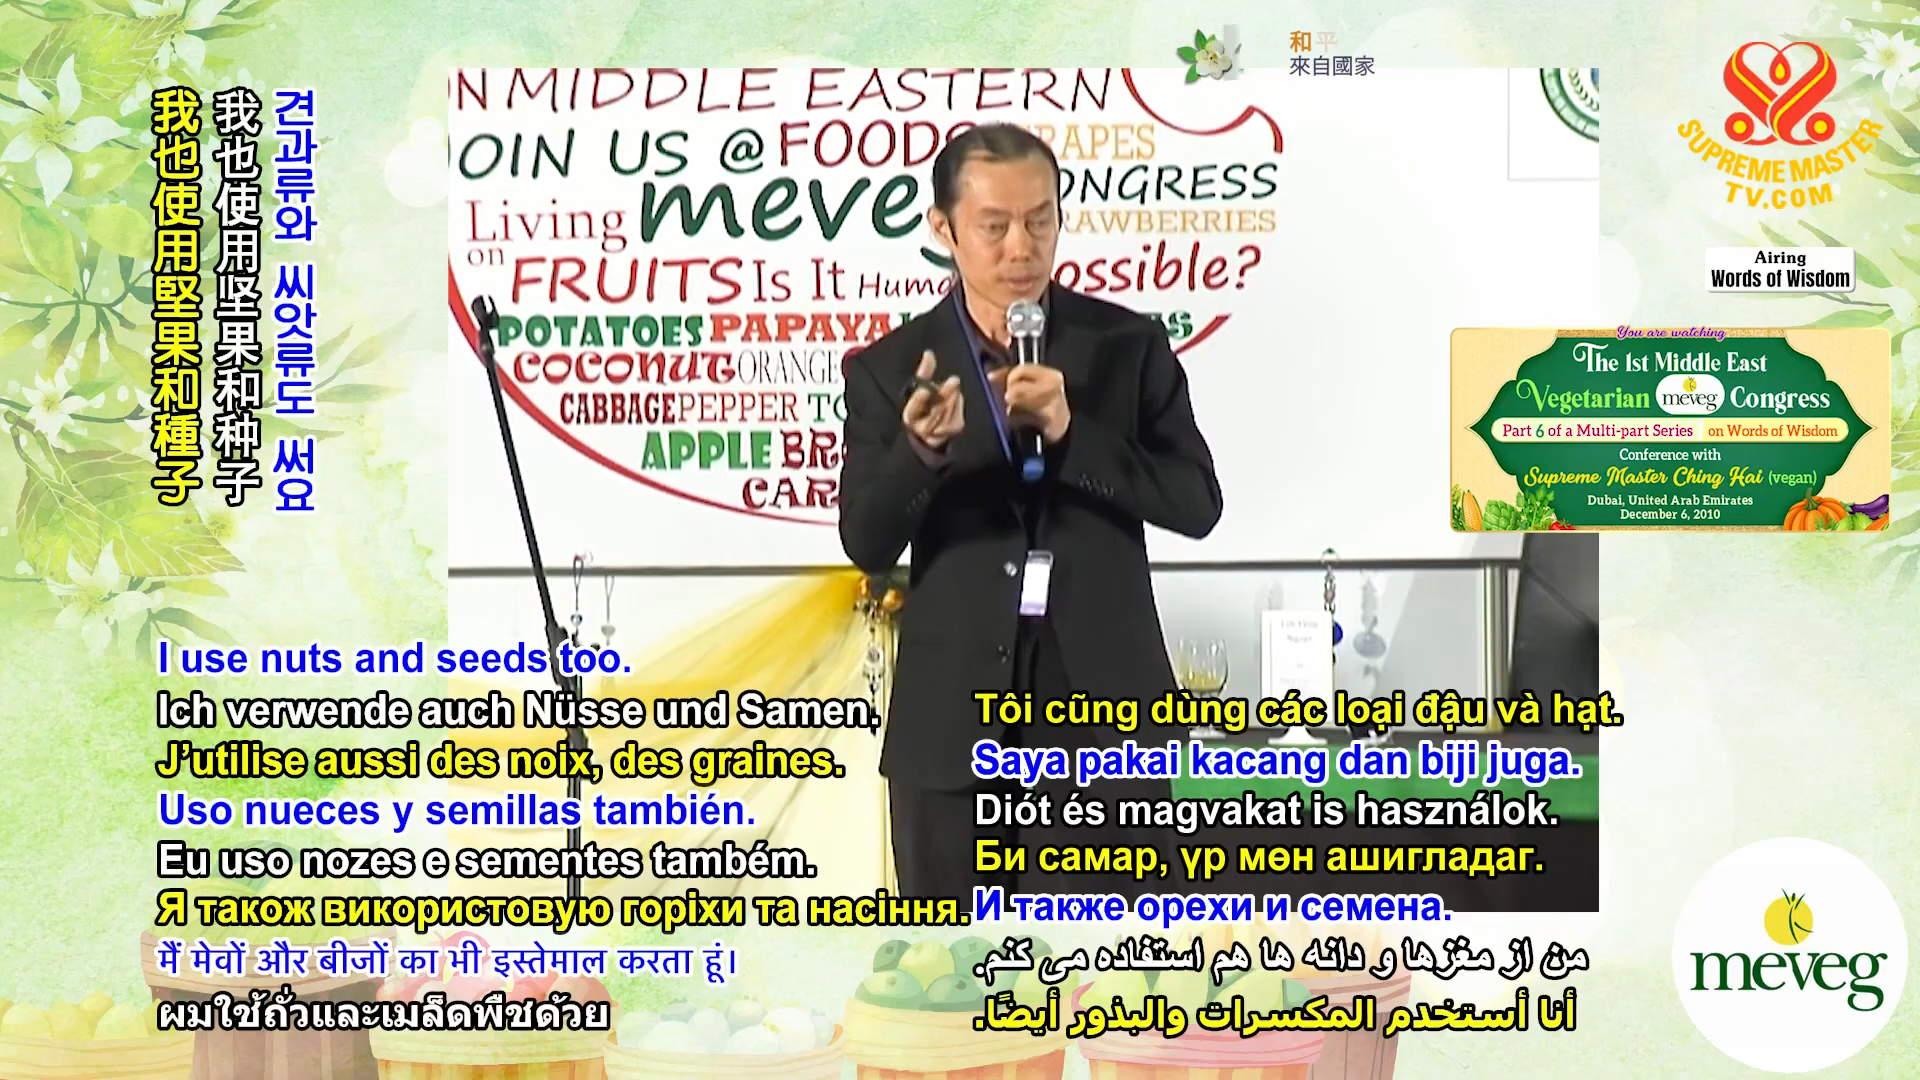 和平
來自國家
SUPREME MASTER
TV.COM
Airing
Words of Wisdom
You are watching
The 1st Middle East
Vegetarian meveg Congress
Part 6 of a Multi-part Series on Words of Wisdom
Conference with
Supreme Master Ching Hai (vegan)
Dubai, United Arab Emirates
December 6, 2010
견과류와 씨앗류도 써요
我也使用坚果和种子
我也使用堅果和種子
N MIDDLE EASTERN
OIN US @ FOODS RAPES
meve ONGRESS
Living on RAWBERRIES
FRUITS Is It Huma ossible?
POTATOES PAPAYA ES
COCONUT ORANGE
CABBAGE PEPPER TO
APPLE BR
CAR
I use nuts and seeds too.
Ich verwende auch Nüsse und Samen.
J’utilise aussi des noix, des graines.
Uso nueces y semillas también.
Eu uso nozes e sementes também.
Я також використовую горіхи та насіння.
मैं मेवों और बीजों का भी इस्तेमाल करता हूं।
ผมใช้ถั่วและเมล็ดพืชด้วย
Tôi cũng dùng các loại đậu và hạt.
Saya pakai kacang dan biji juga.
Diót és magvakat is használok.
Би самар, үр мөн ашигладаг.
И также орехи и семена.
من از مغزها و دانه ها هم استفاده می کنم.
أنا أستخدم المكسرات والبذور أيضًا.
meveg